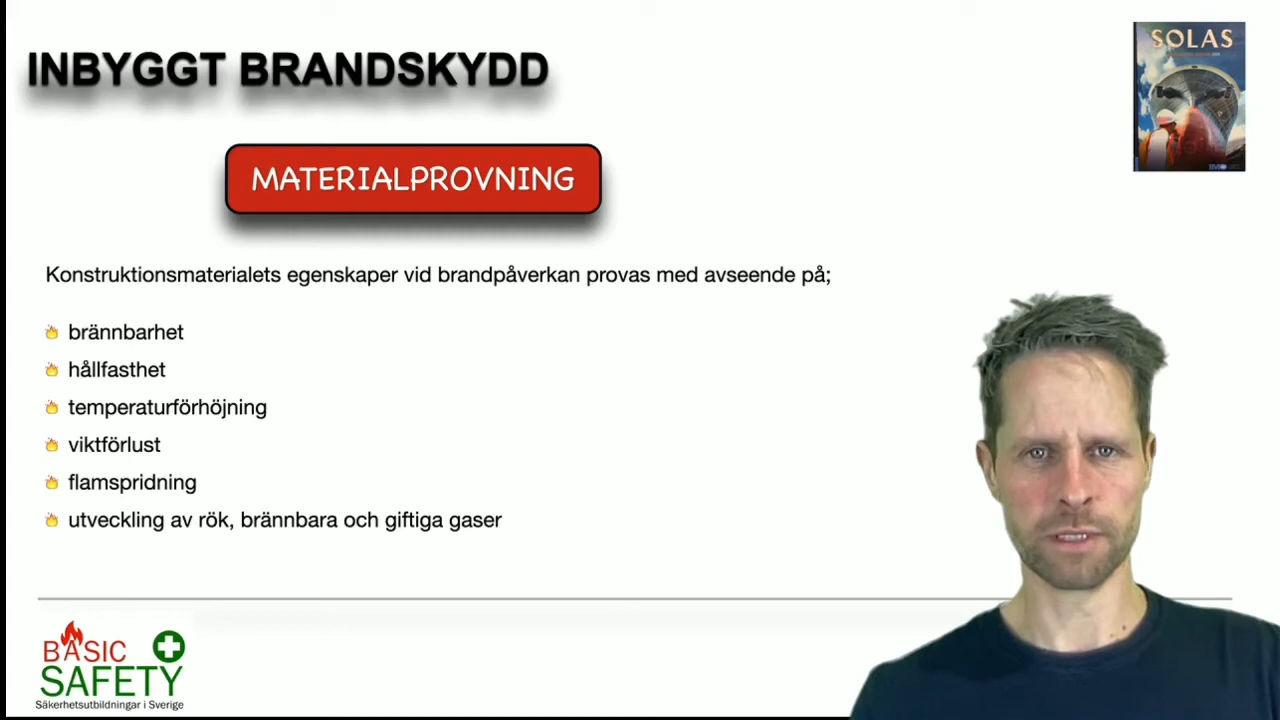 INBYGGT BRANDSKYDD
SOLAS
MATERIALPROVNING
Konstruktionsmaterialets egenskaper vid brandpåverkan provas med avseende på;
brännbarhet
hållfasthet
temperaturförhöjning
viktförlust
flamspridning
utveckling av rök, brännbara och giftiga gaser
BASIC
SAFETY
Säkerhetsutbildningar i Sverige